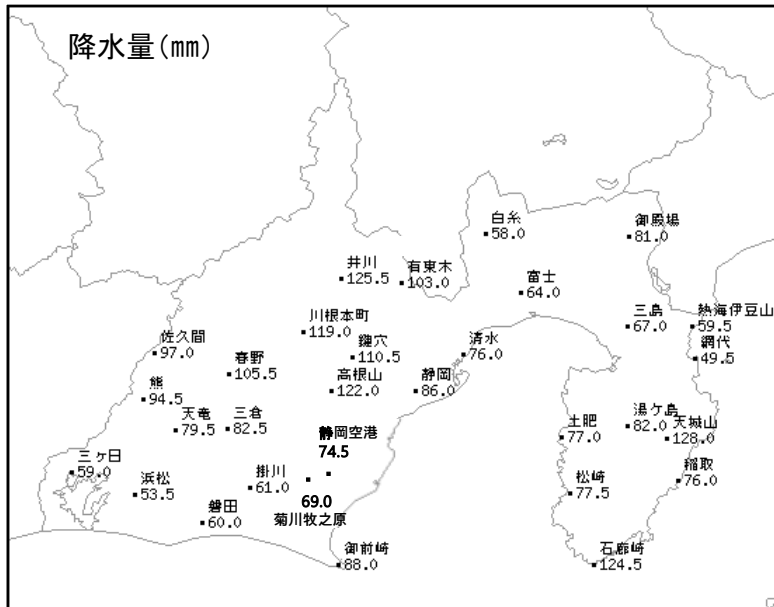 降水量(mm)
白糸
58.0
御殿場
81.0
井川
125.5
有東木
103.0
富士
64.0
川根本町
119.0
三島
67.0
熱海伊豆山
59.5
佐久間
97.0
鍵穴
110.5
清水
76.0
網代
49.5
春野
105.5
高根山
122.0
静岡
86.0
熊
94.5
天竜
79.5
三倉
82.5
静岡空港
74.5
土肥
77.0
湯ケ島
82.0
天城山
128.0
三ヶ日
59.0
浜松
53.5
掛川
61.0
69.0
菊川牧之原
松崎
77.5
稲取
76.0
磐田
60.0
御前崎
88.0
石廊崎
124.5